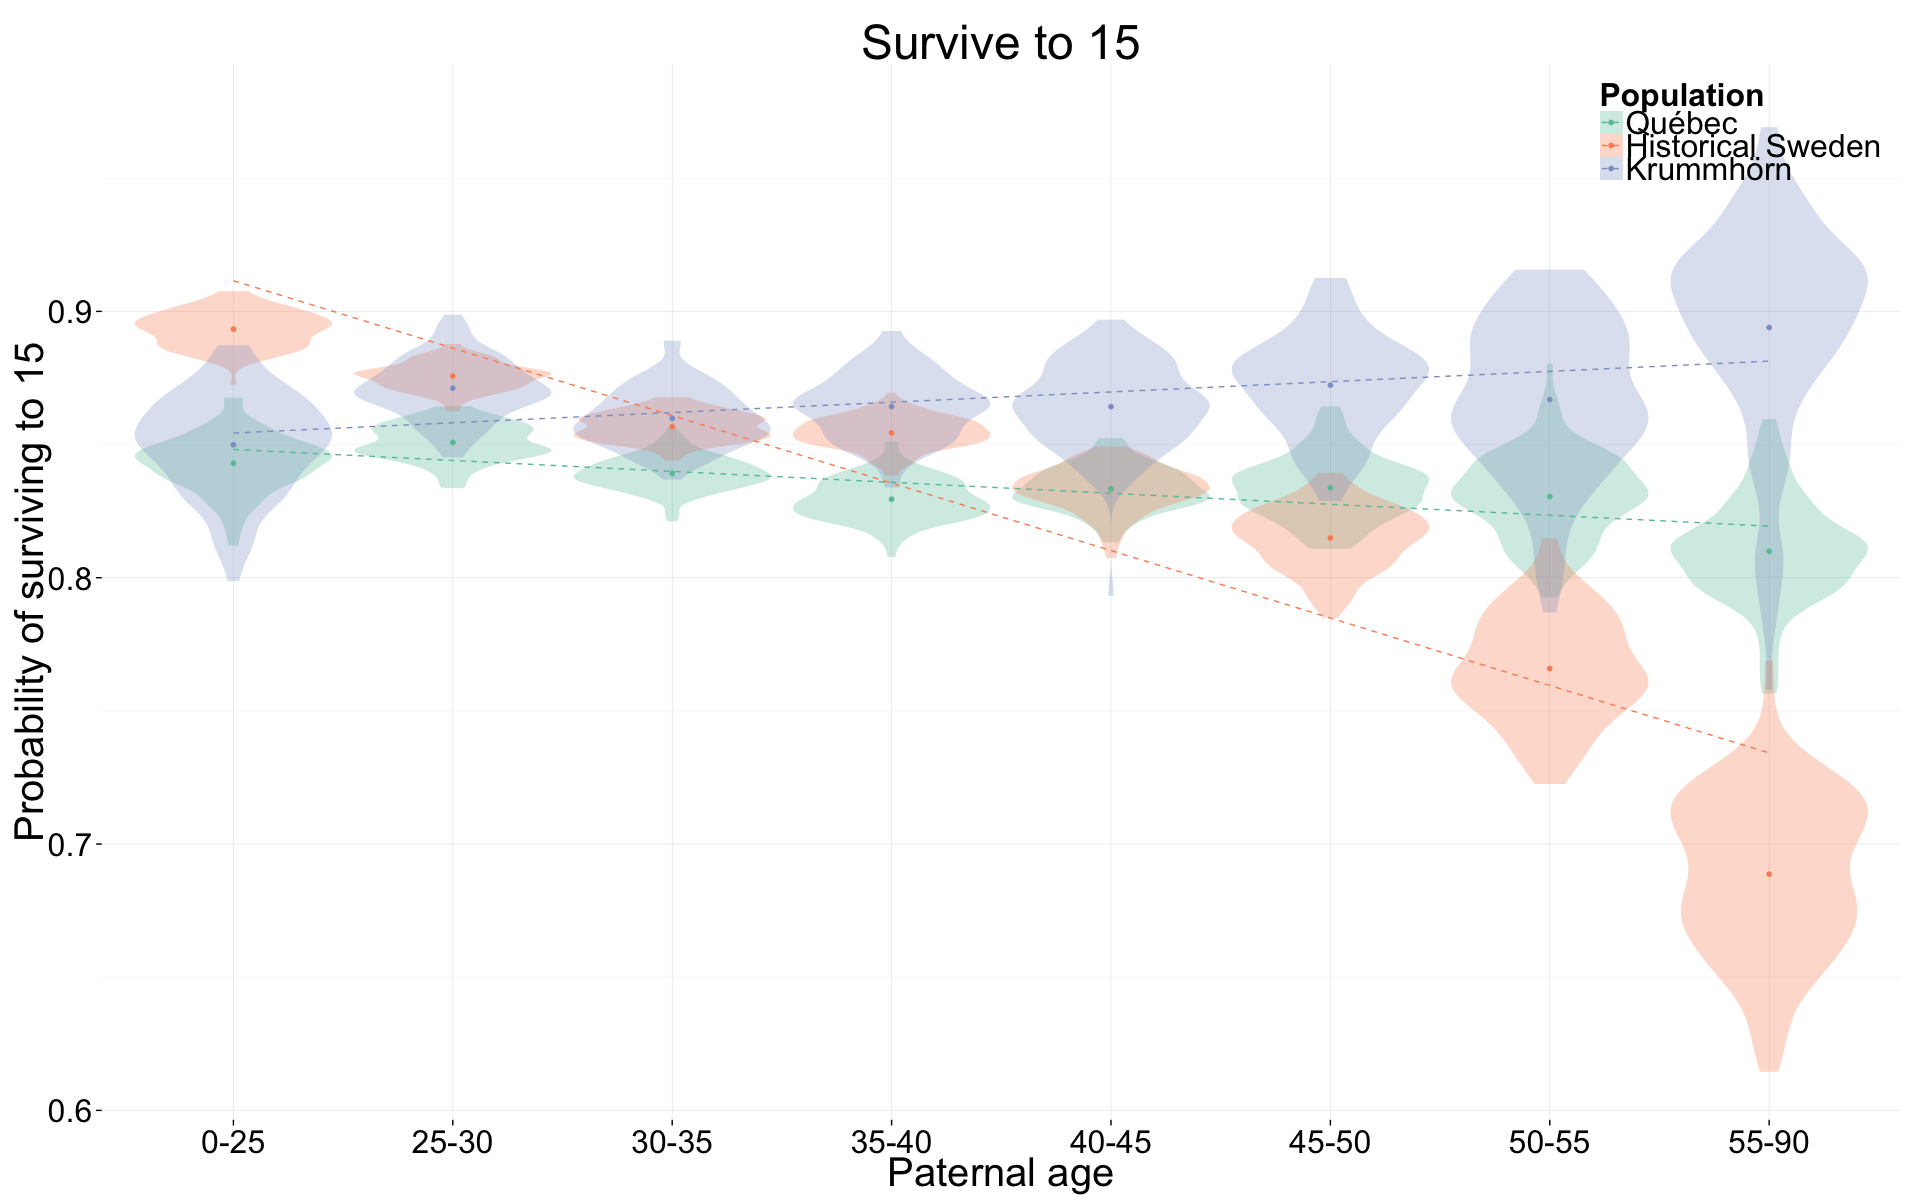 Survive to 15
Population
Québec
Historical Sweden
Krummhörn
Probability of surviving to 15
0.9
0.8
0.7
0.6
0-25 25-30 30-35 35-40 40-45 45-50 50-55 55-90
Paternal age